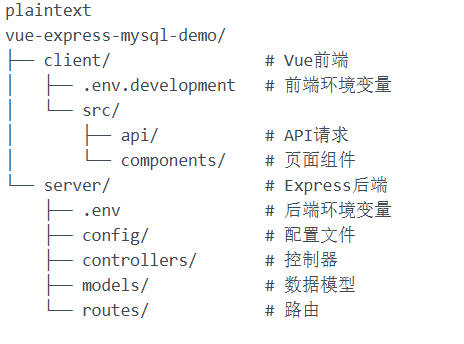 plaintext
vue-express-mysql-demo/
├── client/                # Vue前端
│   ├── .env.development   # 前端环境变量
│   └── src/
│       ├── api/           # API请求
│       └── components/    # 页面组件
└── server/                # Express后端
    ├── .env               # 后端环境变量
    ├── config/            # 配置文件
    ├── controllers/       # 控制器
    ├── models/            # 数据模型
    └── routes/            # 路由